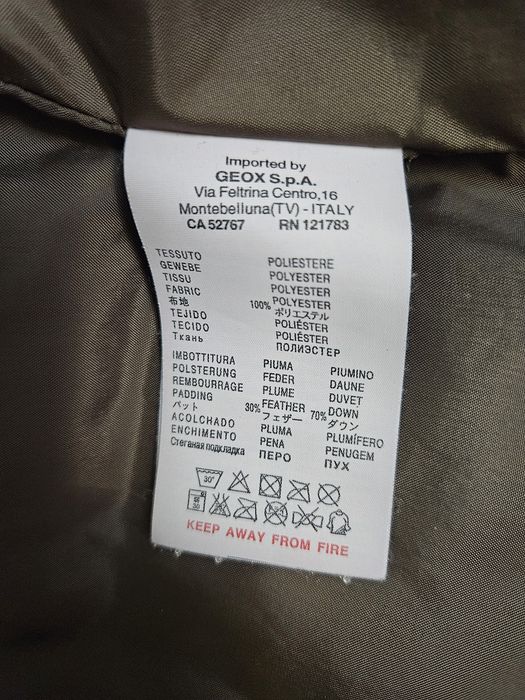 Imported by
GEOX S.p.A.
Via Feltrina Centro,16
Montebelluna(TV) - ITALY
CA 52767 RN 121783
TESSUTO POLIESTERE
GEWEBE POLYESTER
TISSU POLYESTER
FABRIC 100% POLYESTER
布地 ポリエステル
TEJIDO POLIÉSTER
TECIDO POLIÉSTER
Ткань ПОЛИЭСТЕР
IMBOTTITURA PIUMA PIUMINO
POLSTERUNG FEDER DAUNE
REMBOURRAGE PLUME DUVET
PADDING 30% FEATHER 70% DOWN
パット フェザー ダウン
ACOLCHADO PLUMA PLUMÍFERO
ENCHIMENTO PENA PENUGEM
Стеганая подкладка ПЕРО ПУХ
30°
KEEP AWAY FROM FIRE